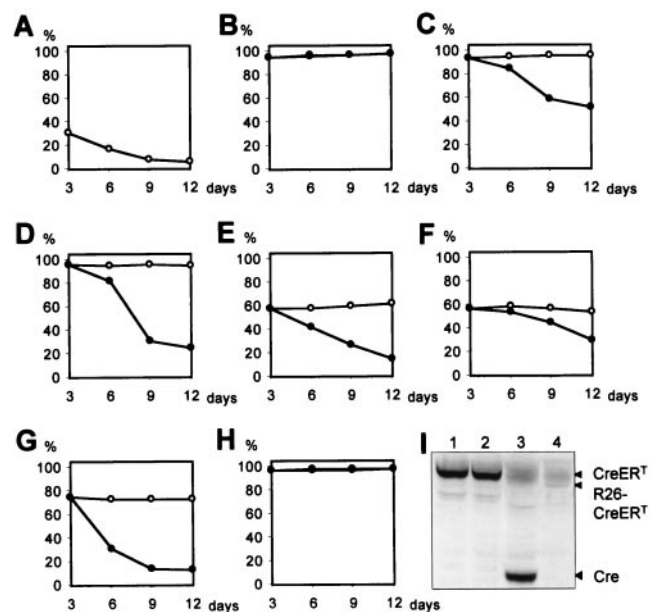 A % 100 80 60 40 20 0 3 6 9 12 days
B % 100 80 60 40 20 0 3 6 9 12 days
C % 100 80 60 40 20 0 3 6 9 12 days
D % 100 80 60 40 20 0 3 6 9 12 days
E % 100 80 60 40 20 0 3 6 9 12 days
F % 100 80 60 40 20 0 3 6 9 12 days
G % 100 80 60 40 20 0 3 6 9 12 days
H % 100 80 60 40 20 0 3 6 9 12 days
I 1 2 3 4
CreERᵀ
R26-
CreERᵀ
Cre